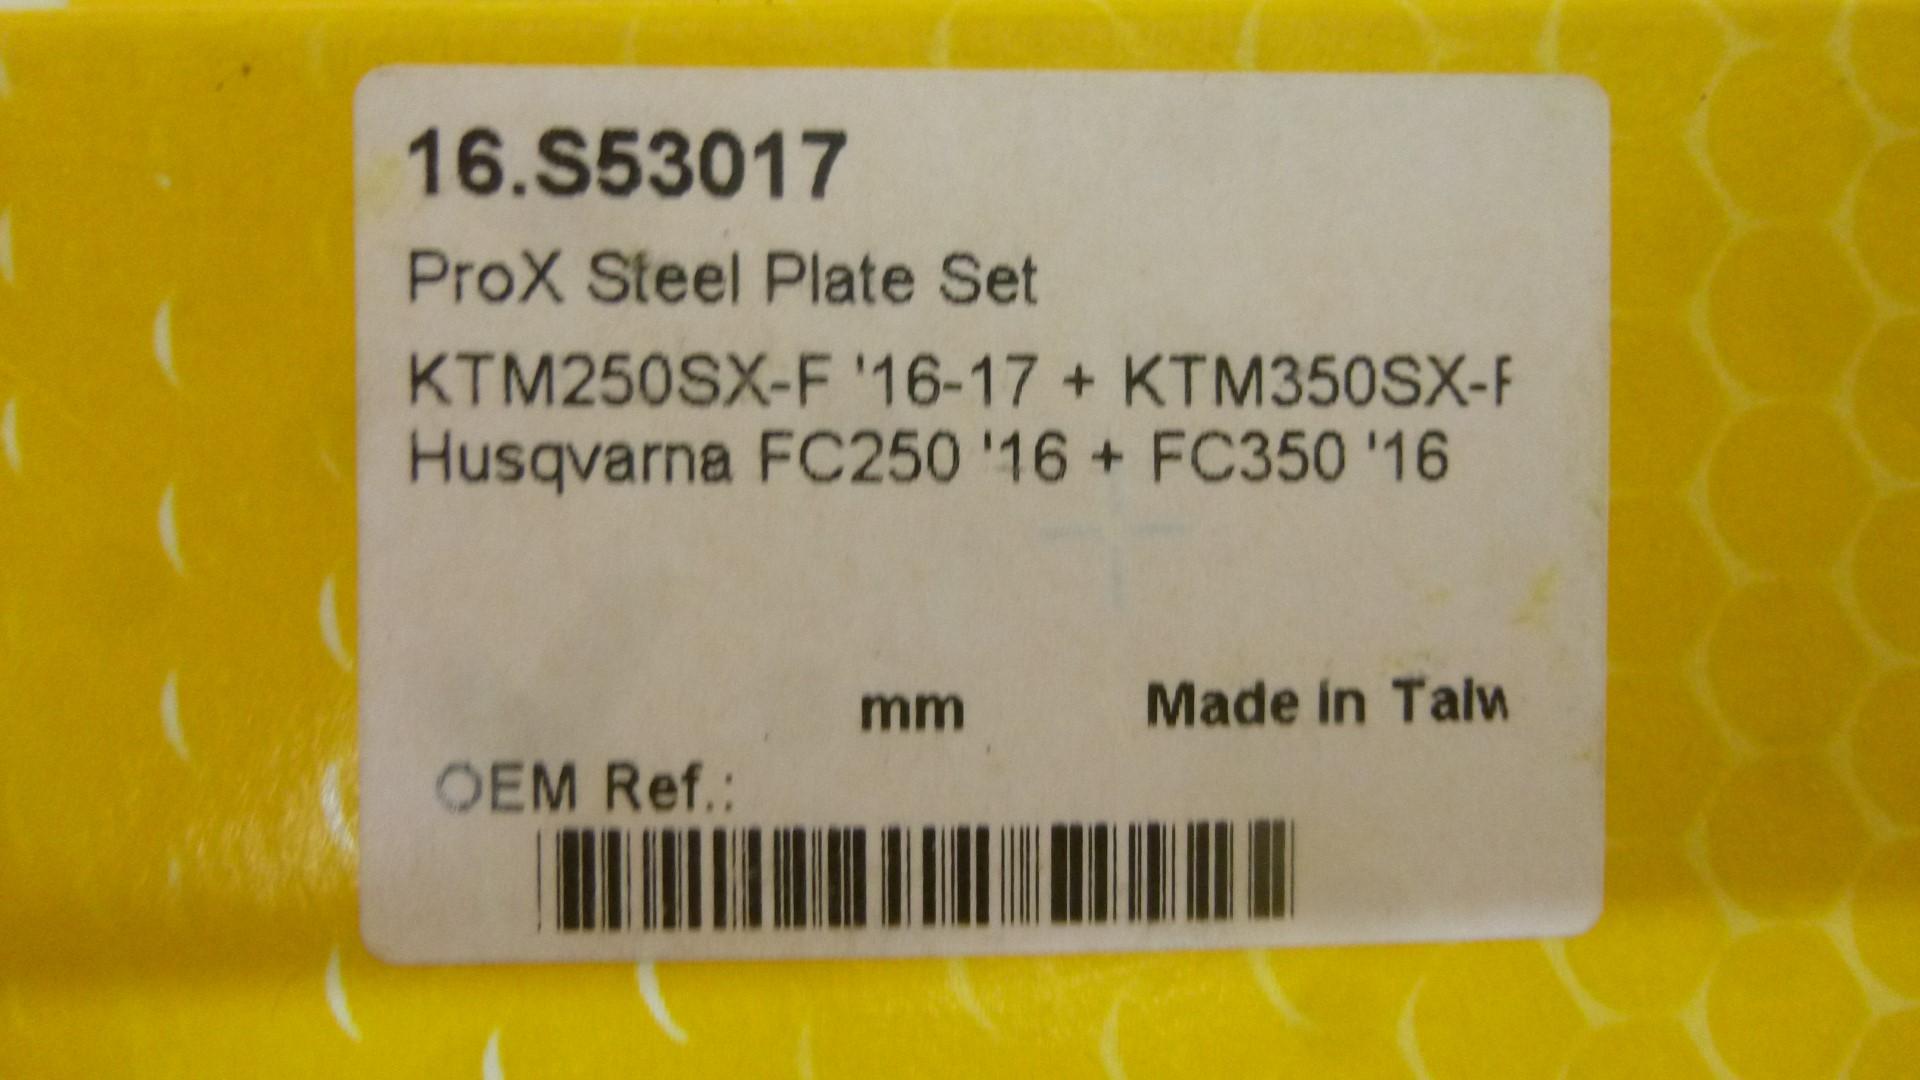 16.S53017
ProX Steel Plate Set
KTM250SX-F '16-17 + KTM350SX-F
Husqvarna FC250 '16 + FC350 '16
mm Made in Taiw
OEM Ref.: